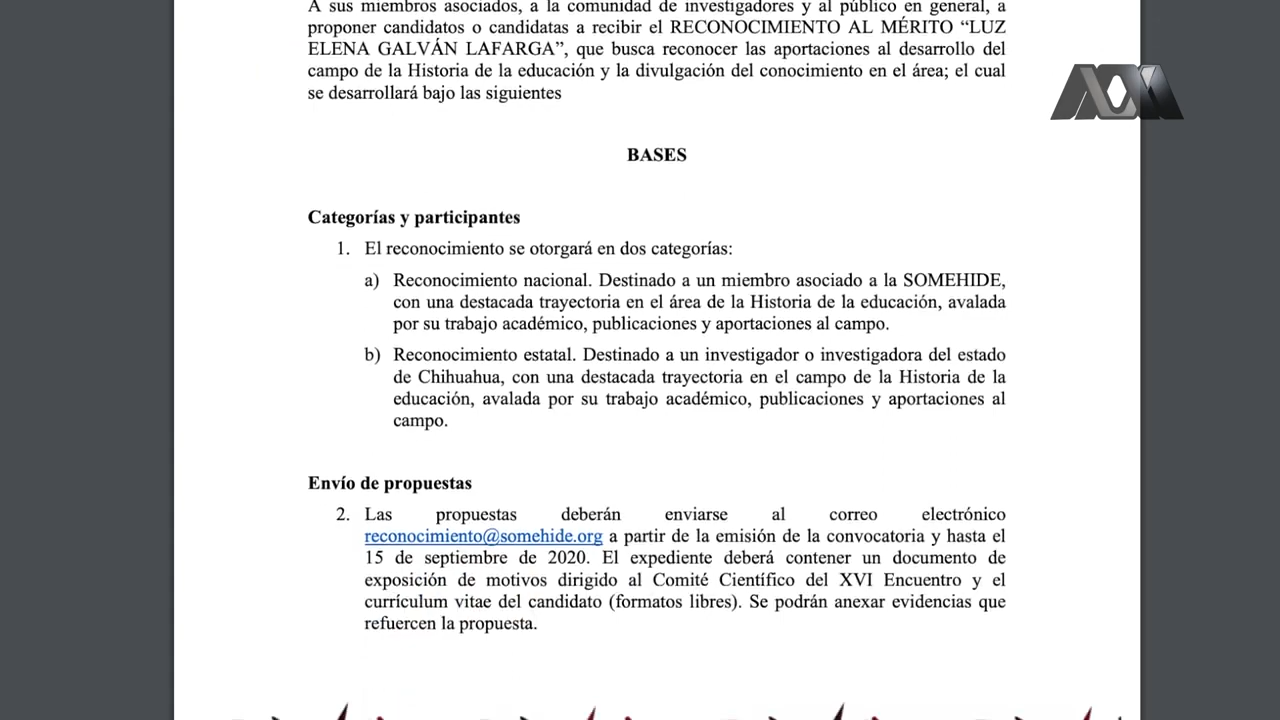 A sus miembros asociados, a la comunidad de investigadores y al público en general, a
proponer candidatos o candidatas a recibir el RECONOCIMIENTO AL MÉRITO “LUZ
ELENA GALVÁN LAFARGA”, que busca reconocer las aportaciones al desarrollo del
campo de la Historia de la educación y la divulgación del conocimiento en el área; el cual
se desarrollará bajo las siguientes
BASES
Categorías y participantes
1. El reconocimiento se otorgará en dos categorías:
a) Reconocimiento nacional. Destinado a un miembro asociado a la SOMEHIDE,
con una destacada trayectoria en el área de la Historia de la educación, avalada
por su trabajo académico, publicaciones y aportaciones al campo.
b) Reconocimiento estatal. Destinado a un investigador o investigadora del estado
de Chihuahua, con una destacada trayectoria en el campo de la Historia de la
educación, avalada por su trabajo académico, publicaciones y aportaciones al
campo.
Envío de propuestas
2. Las propuestas deberán enviarse al correo electrónico
reconocimiento@somehide.org a partir de la emisión de la convocatoria y hasta el
15 de septiembre de 2020. El expediente deberá contener un documento de
exposición de motivos dirigido al Comité Científico del XVI Encuentro y el
currículum vitae del candidato (formatos libres). Se podrán anexar evidencias que
refuercen la propuesta.